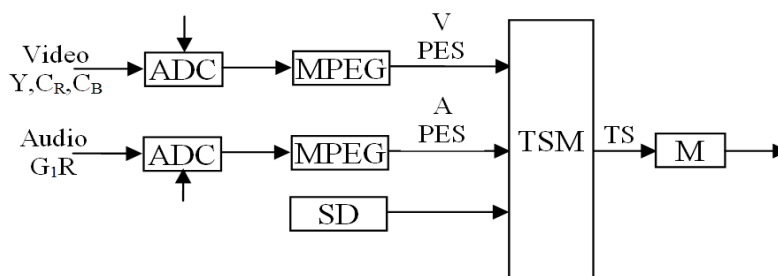 Video
Y,CR,CB
ADC
MPEG
V
PES
Audio
G1R
ADC
MPEG
A
PES
SD
TSM
TS
M